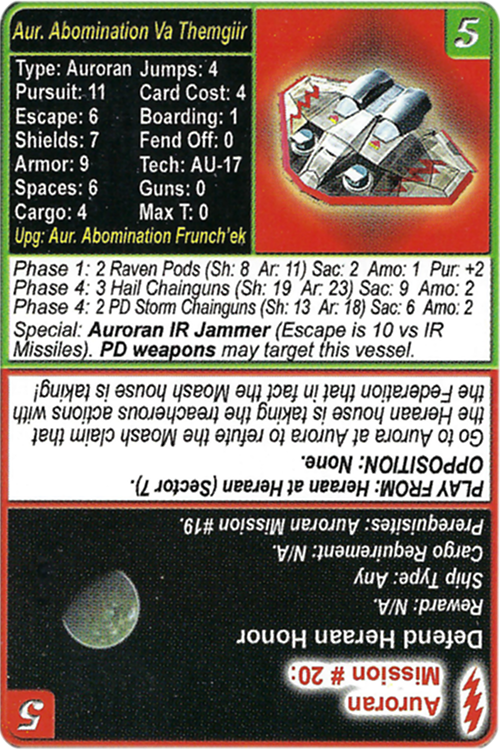 Aur. Abomination Va Themgiir
5
Type: Auroran Jumps: 4
Pursuit: 11 Card Cost: 4
Escape: 6 Boarding: 1
Shields: 7 Fend Off: 0
Armor: 9 Tech: AU-17
Spaces: 6 Guns: 0
Cargo: 4 Max T: 0
Upg: Aur. Abomination Frunch'ek
Phase 1: 2 Raven Pods (Sh: 8 Ar: 11) Sac: 2 Amo: 1 Pur: +2
Phase 4: 3 Hail Chainguns (Sh: 19 Ar: 23) Sac: 9 Amo: 2
Phase 4: 2 PD Storm Chainguns (Sh: 13 Ar: 18) Sac: 6 Amo: 2
Special: Auroran IR Jammer (Escape is 10 vs IR
Missiles). PD weapons may target this vessel.
5
Auroran
Mission # 20:
Defend Heraan Honor
Reward: N/A.
Ship Type: Any
Cargo Requirement: N/A.
Prerequisites: Auroran Mission #19.
PLAY FROM: Heraan at Heraan (Sector 7).
OPPOSITION: None.
Go to Aurora at Aurora to refute the Moash claim that
the Heraan house is taking the treacherous actions with
the Federation that in fact the Moash house is taking!